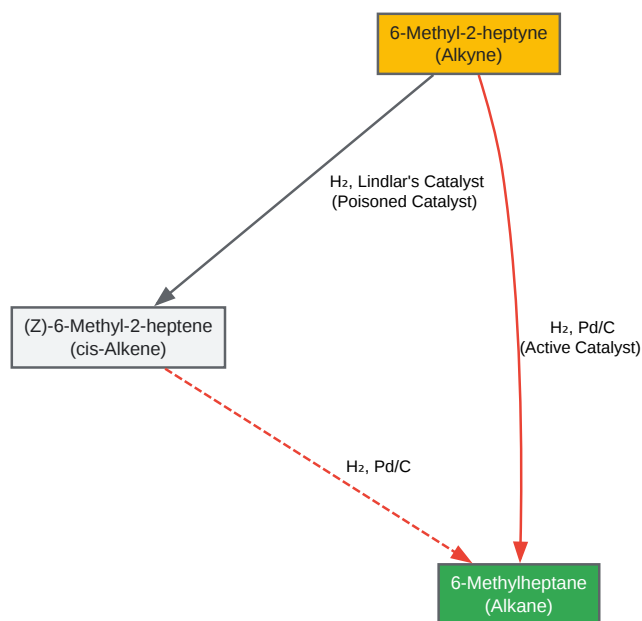 6-Methyl-2-heptyne
(Alkyne)
H₂, Lindlar's Catalyst
(Poisoned Catalyst)
(Z)-6-Methyl-2-heptene
(cis-Alkene)
H₂, Pd/C
(Active Catalyst)
H₂, Pd/C
6-Methylheptane
(Alkane)